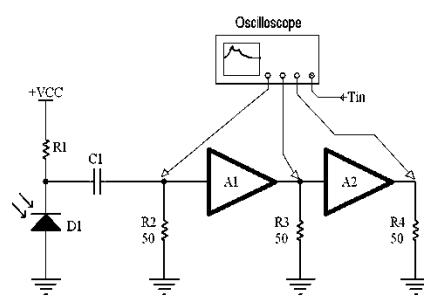 Oscilloscope
+VCC
Tin
R1
C1
A1
A2
D1
R2
50
R3
50
R4
50